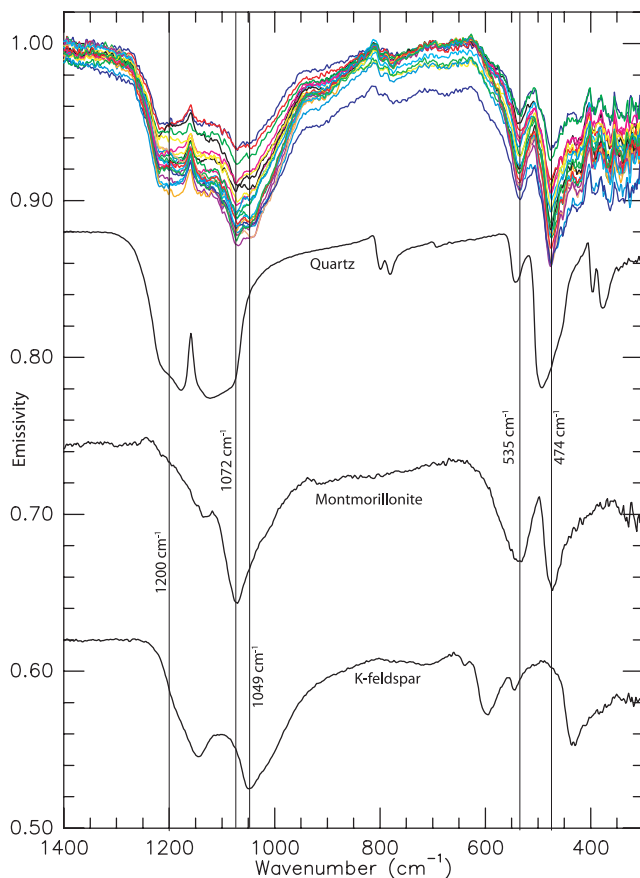 1.00
0.90
Quartz
0.80
Emissivity
1072 cm⁻¹
535 cm⁻¹
474 cm⁻¹
Montmorillonite
0.70
1200 cm⁻¹
1049 cm⁻¹
0.60
K-feldspar
0.50
1400 1200 1000 800 600 400
Wavenumber (cm⁻¹)